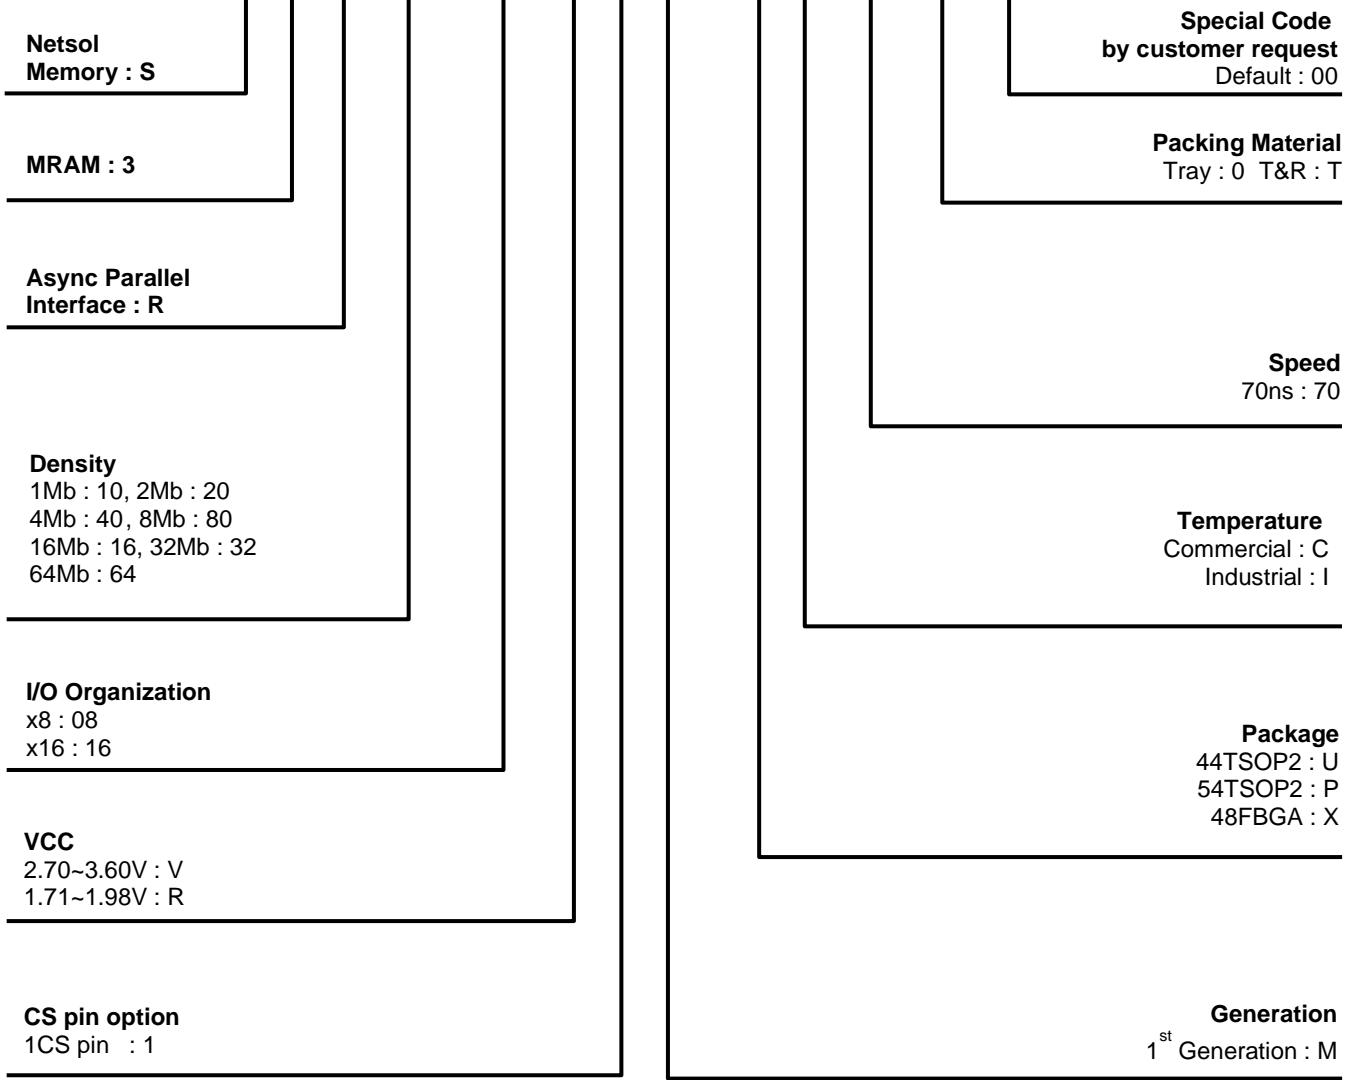 Netsol
Memory : S
MRAM : 3
Async Parallel
Interface : R
Density
1Mb : 10, 2Mb : 20
4Mb : 40, 8Mb : 80
16Mb : 16, 32Mb : 32
64Mb : 64
I/O Organization
x8 : 08
x16 : 16
VCC
2.70~3.60V : V
1.71~1.98V : R
CS pin option
1CS pin : 1
Special Code
by customer request
Default : 00
Packing Material
Tray : 0 T&R : T
Speed
70ns : 70
Temperature
Commercial : C
Industrial : I
Package
44TSOP2 : U
54TSOP2 : P
48FBGA : X
Generation
1st Generation : M